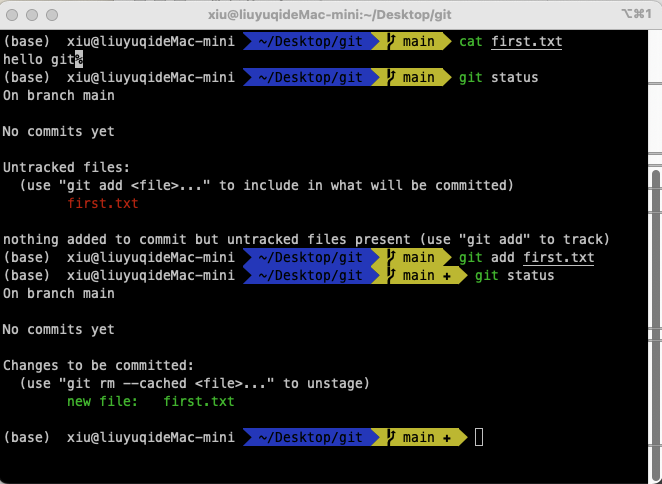 xiu@liuyuqideMac-mini:~/Desktop/git ⌥⌘1
(base) xiu@liuyuqideMac-mini ~/Desktop/git main cat first.txt
hello git%
(base) xiu@liuyuqideMac-mini ~/Desktop/git main git status
On branch main
No commits yet
Untracked files:
(use "git add <file>..." to include in what will be committed)
first.txt
nothing added to commit but untracked files present (use "git add" to track)
(base) xiu@liuyuqideMac-mini ~/Desktop/git main git add first.txt
(base) xiu@liuyuqideMac-mini ~/Desktop/git main + git status
On branch main
No commits yet
Changes to be committed:
(use "git rm --cached <file>..." to unstage)
new file: first.txt
(base) xiu@liuyuqideMac-mini ~/Desktop/git main +